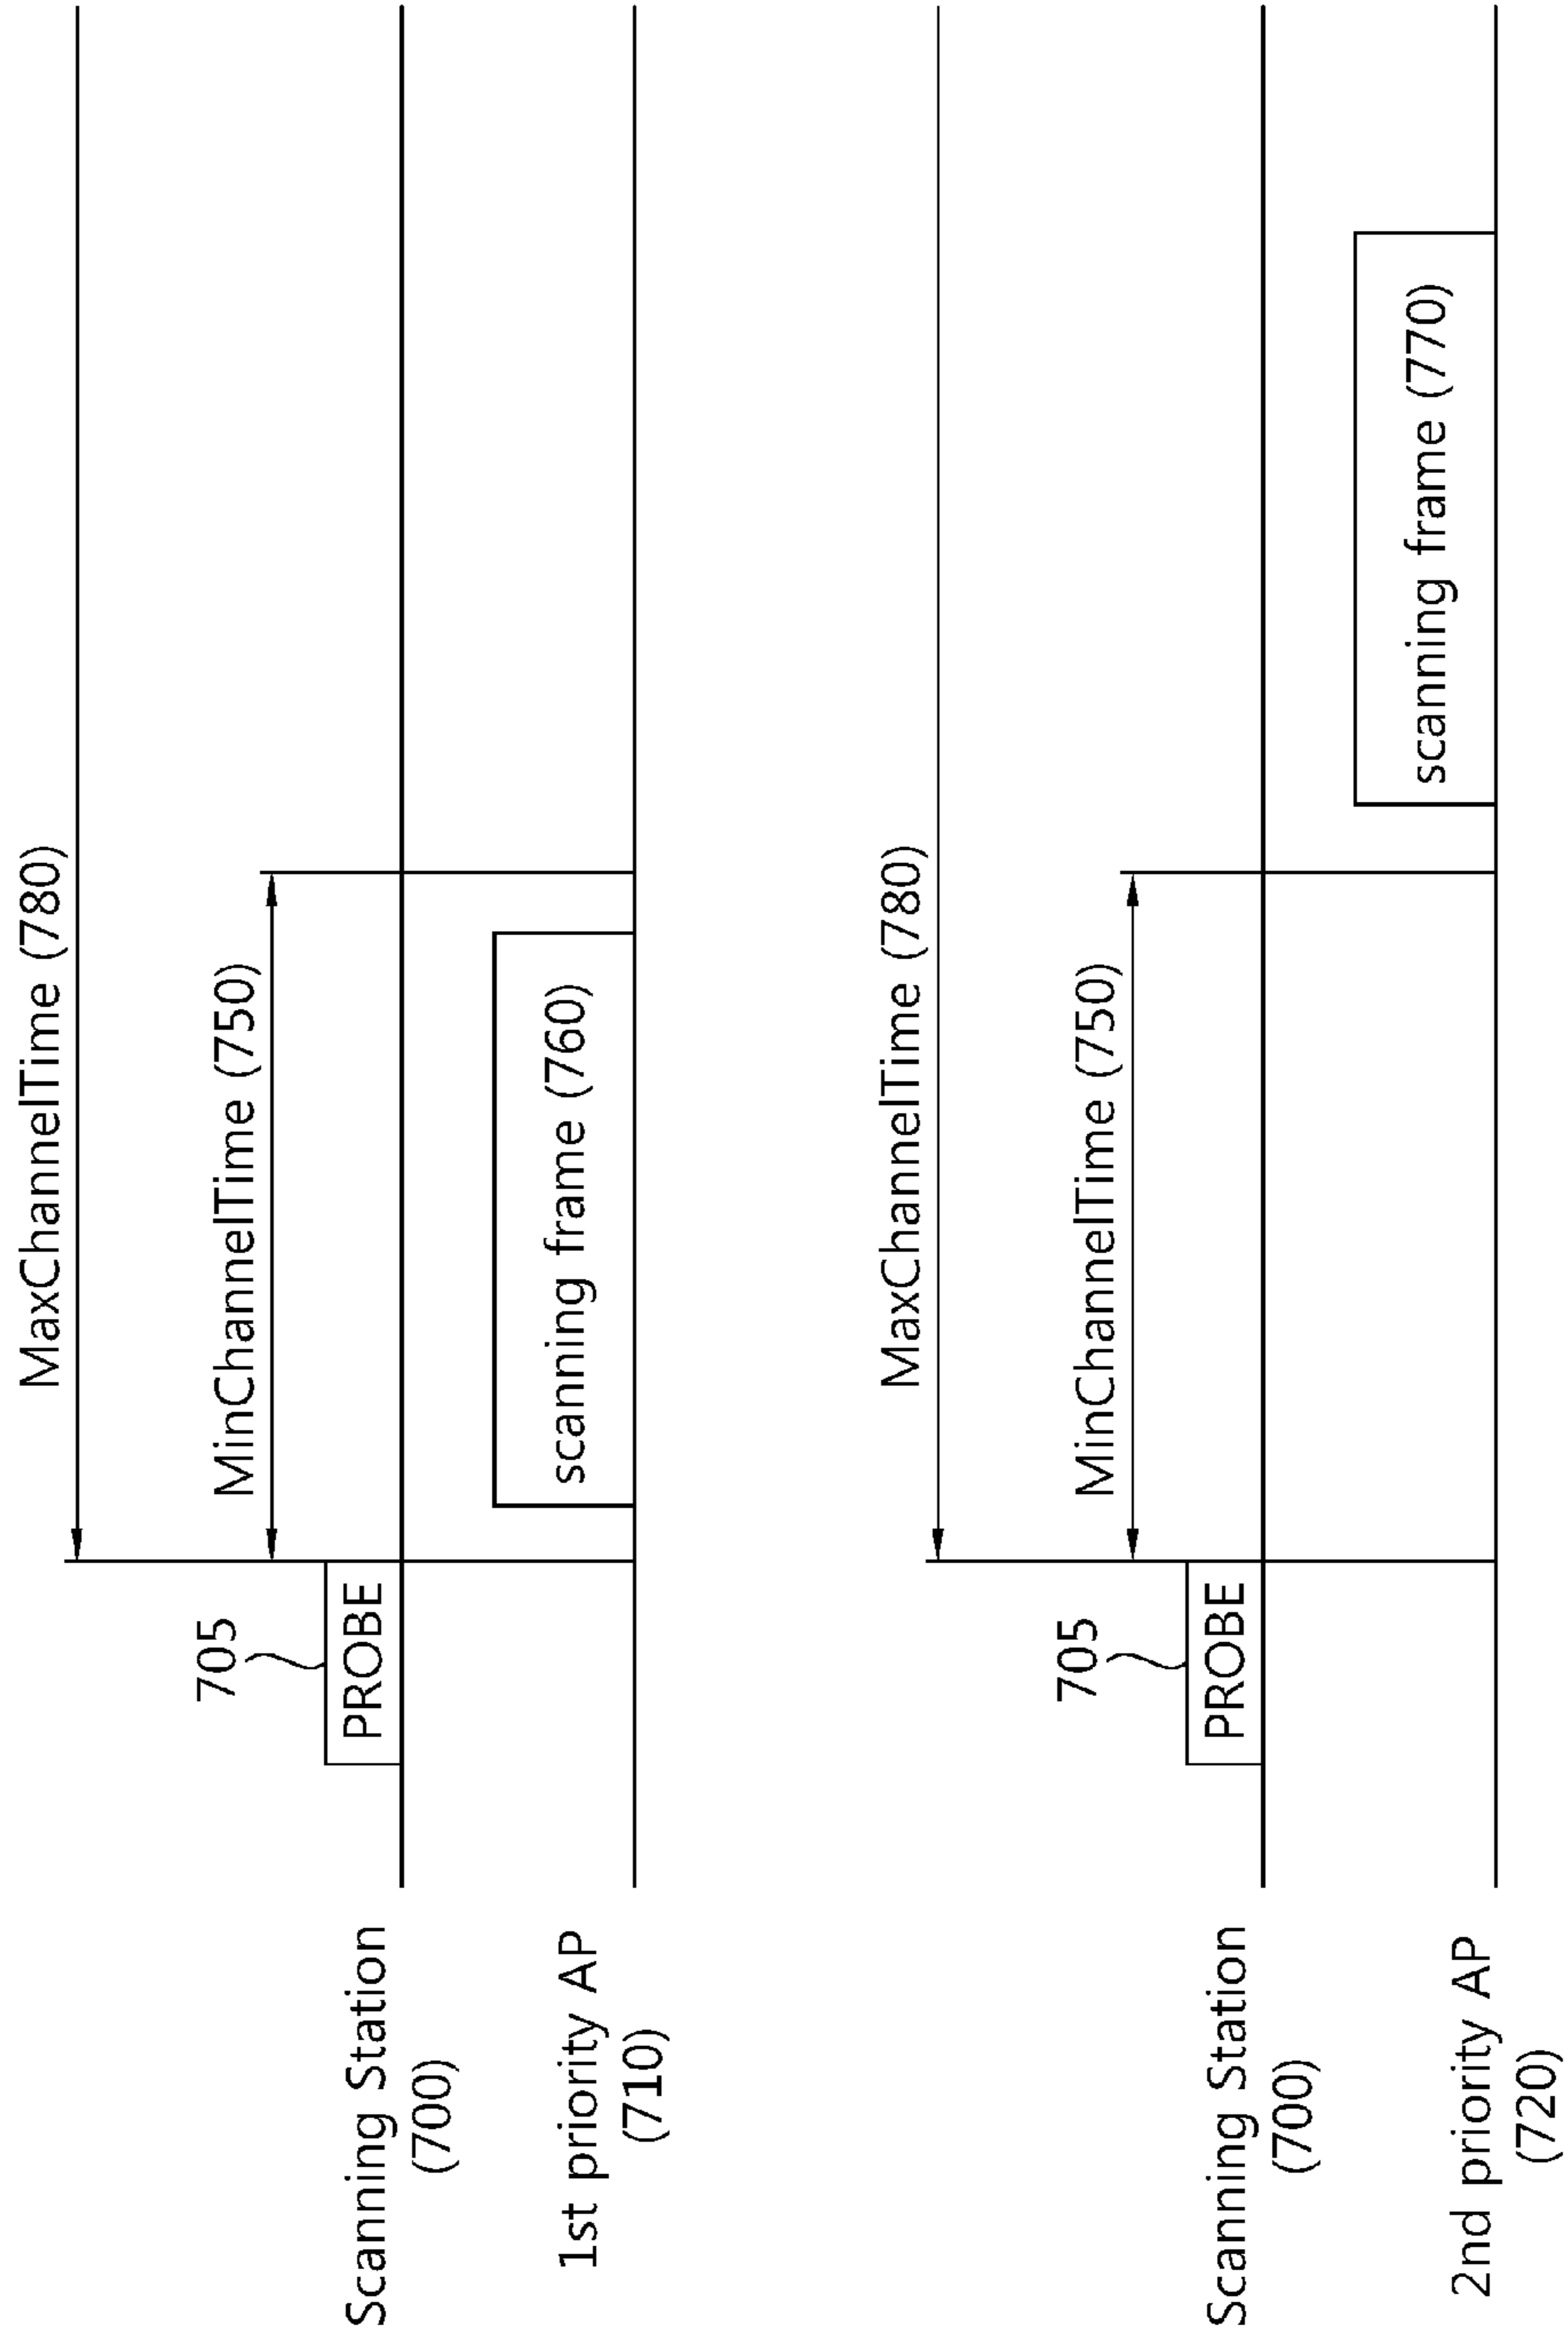 MaxChannelTime (780)
MinChannelTime (750)
705
PROBE
Scanning Station
(700)
scanning frame (760)
1st priority AP
(710)
MaxChannelTime (780)
MinChannelTime (750)
705
PROBE
Scanning Station
(700)
scanning frame (770)
2nd priority AP
(720)